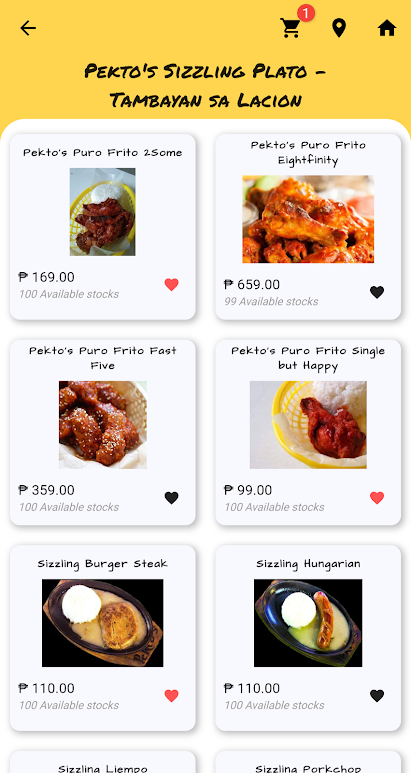 1
Pekto's Sizzling Plato -
Tambayan sa Lacion
Pekto's Puro Frito 2Some
₱ 169.00
100 Available stocks
Pekto's Puro Frito
Eightfinity
₱ 659.00
99 Available stocks
Pekto's Puro Frito Fast
Five
₱ 359.00
100 Available stocks
Pekto's Puro Frito Single
but Happy
₱ 99.00
100 Available stocks
Sizzling Burger Steak
₱ 110.00
100 Available stocks
Sizzling Hungarian
₱ 110.00
100 Available stocks
Sizzling Liempo
Sizzling Porkchop